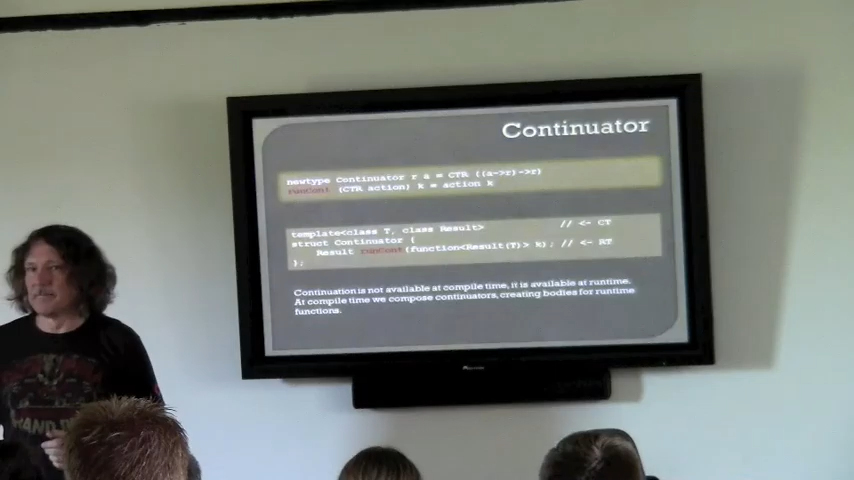 Continuator
newtype Continuator r a = CTR ((a->r)->r)
runCont (CTR action) k = action k
template<class T, class Result> // <- CT
struct Continuator {
Result runCont(function<Result(T)> k); // <- RT
};
Continuation is not available at compile time, it is available at runtime.
At compile time we compose continuators, creating bodies for runtime
functions.